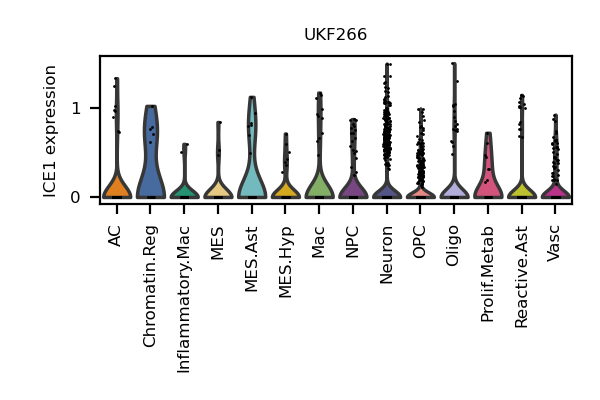 UKF266
ICE1 expression
1
0
AC
Chromatin.Reg
Inflammatory.Mac
MES
MES.Ast
MES.Hyp
Mac
NPC
Neuron
OPC
Oligo
Prolif.Metab
Reactive.Ast
Vasc